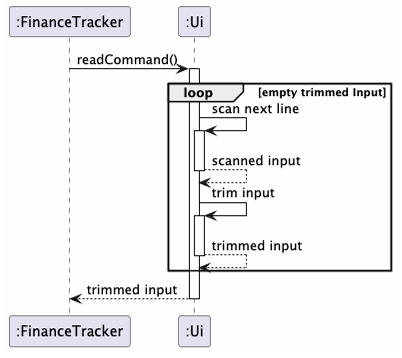 :FinanceTracker :Ui
readCommand()
loop [empty trimmed Input]
scan next line
scanned input
trim input
trimmed input
trimmed input
:FinanceTracker :Ui